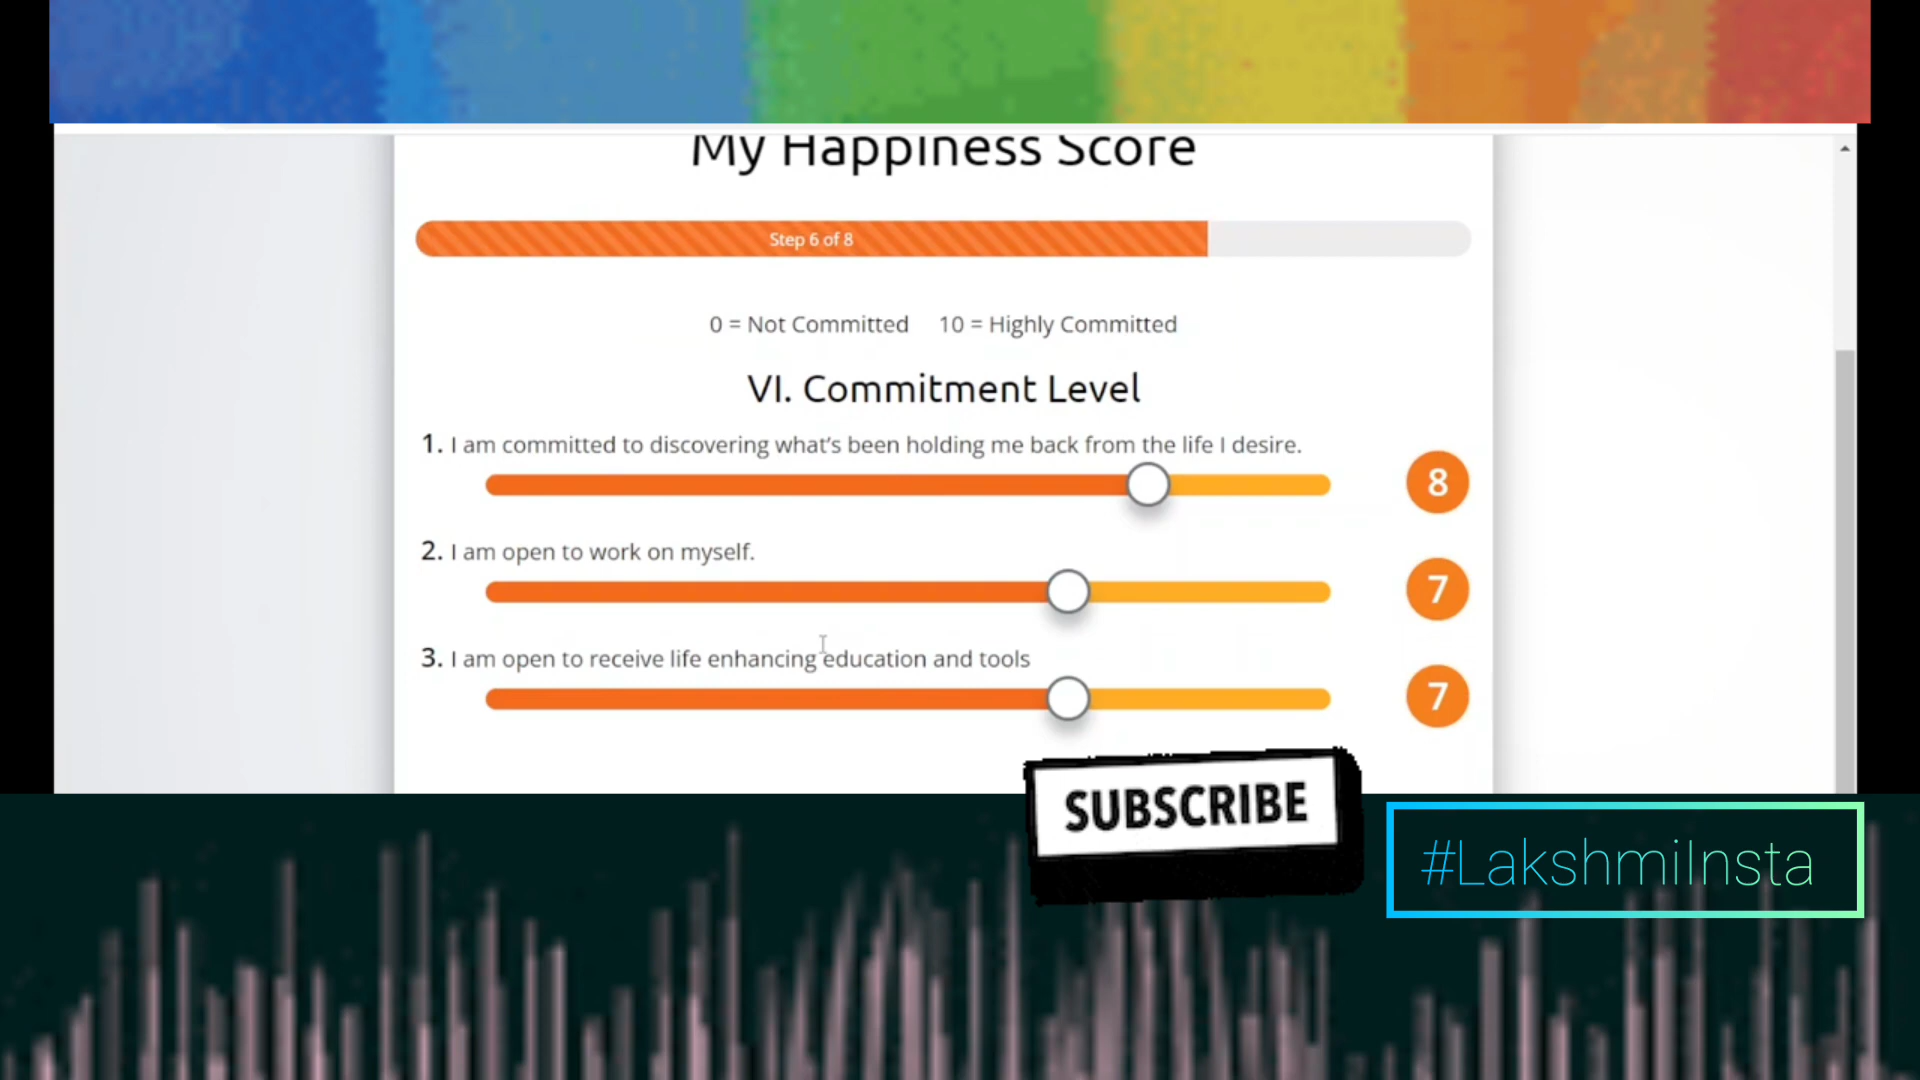 My Happiness Score
Step 6 of 8
0 = Not Committed 10 = Highly Committed
VI. Commitment Level
1. I am committed to discovering what's been holding me back from the life I desire.
8
2. I am open to work on myself.
7
3. I am open to receive life enhancing education and tools
7
SUBSCRIBE
#LakshmiInsta